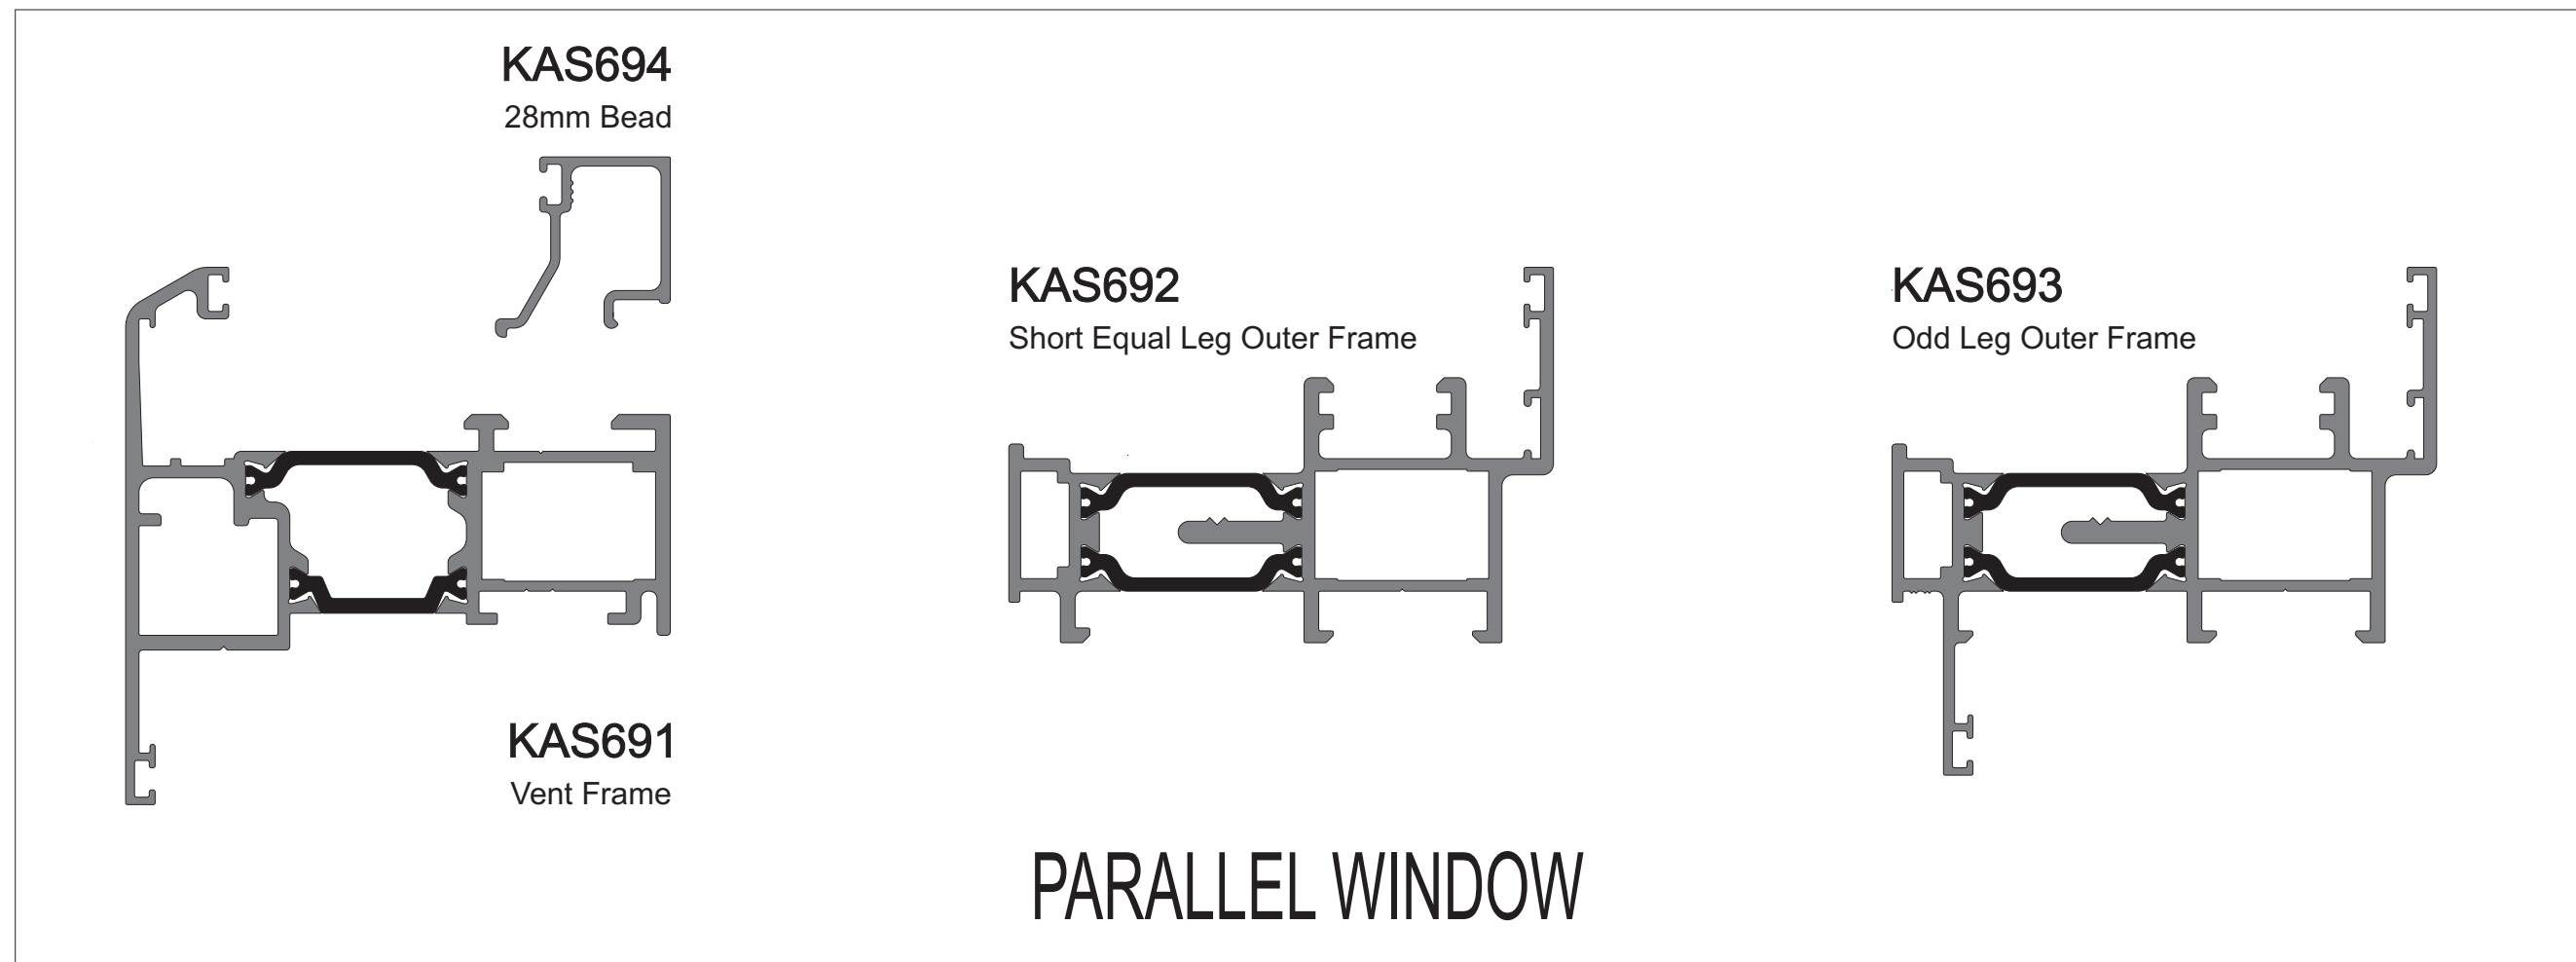 KAS694
28mm Bead
KAS692
Short Equal Leg Outer Frame
KAS693
Odd Leg Outer Frame
KAS691
Vent Frame
PARALLEL WINDOW